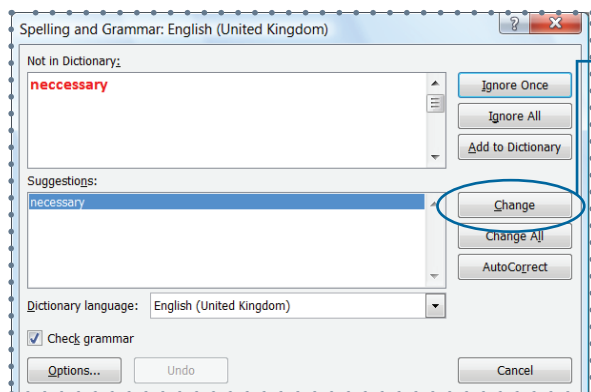 Spelling and Grammar: English (United Kingdom)
?
Not in Dictionary:
neccessary
Ignore Once
Ignore All
Add to Dictionary
Suggestions:
necessary
Change
Change All
AutoCorrect
Dictionary language: English (United Kingdom)
Check grammar
Options... Undo Cancel